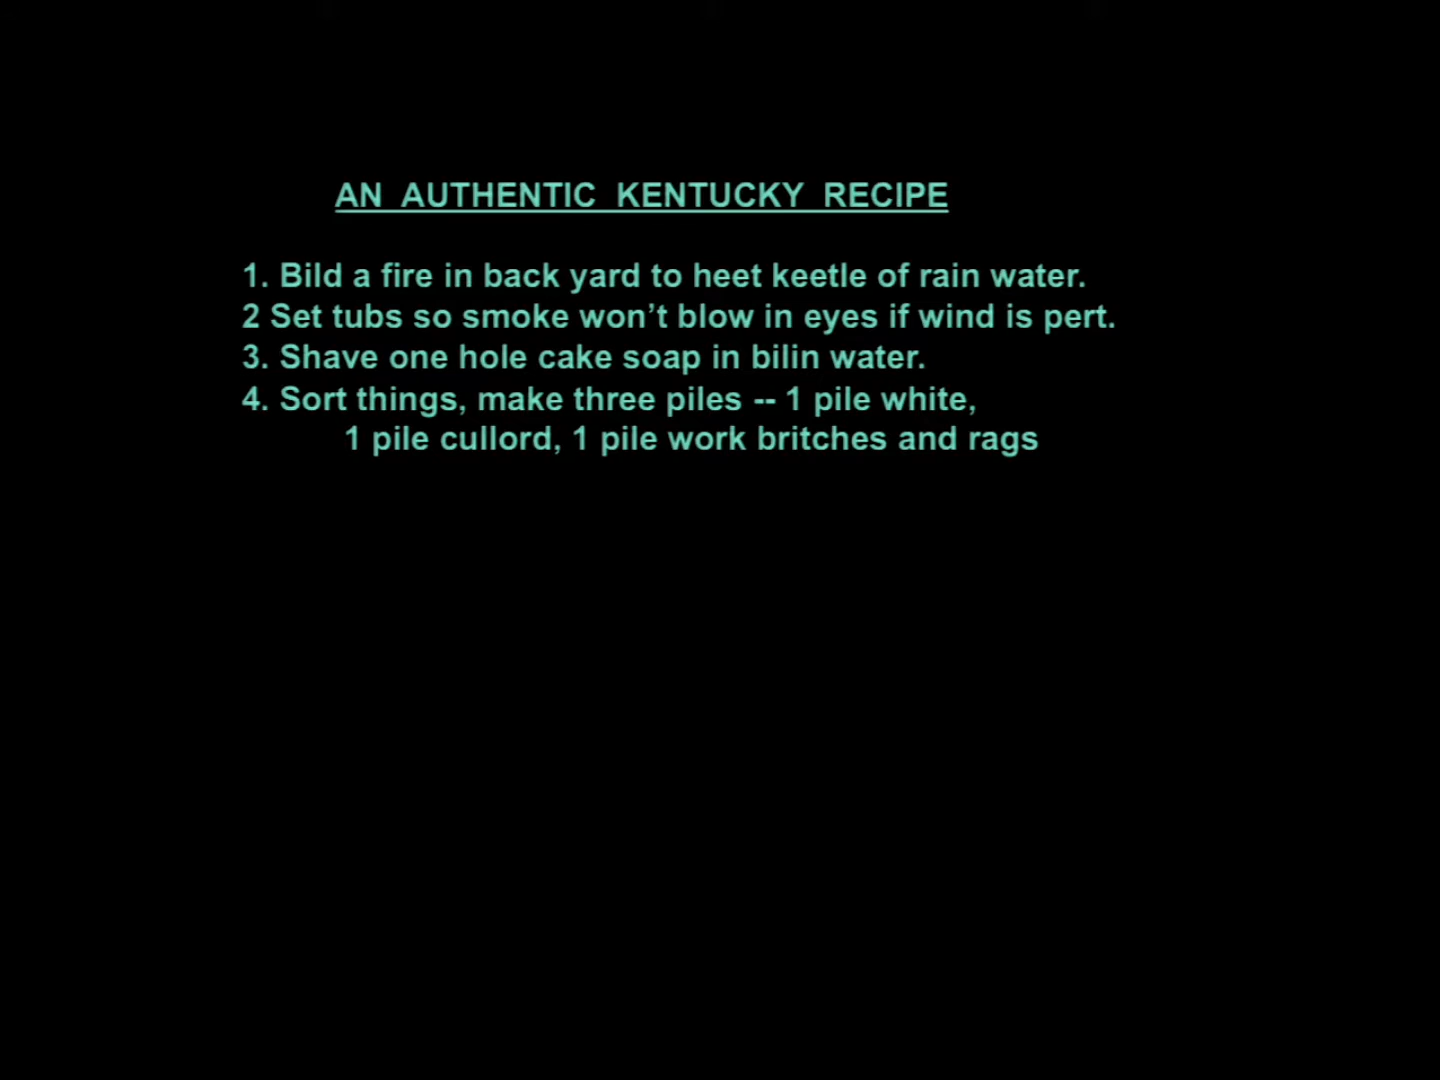 AN AUTHENTIC KENTUCKY RECIPE
1. Bild a fire in back yard to heet keetle of rain water.
2 Set tubs so smoke won’t blow in eyes if wind is pert.
3. Shave one hole cake soap in bilin water.
4. Sort things, make three piles -- 1 pile white,
1 pile cullord, 1 pile work britches and rags